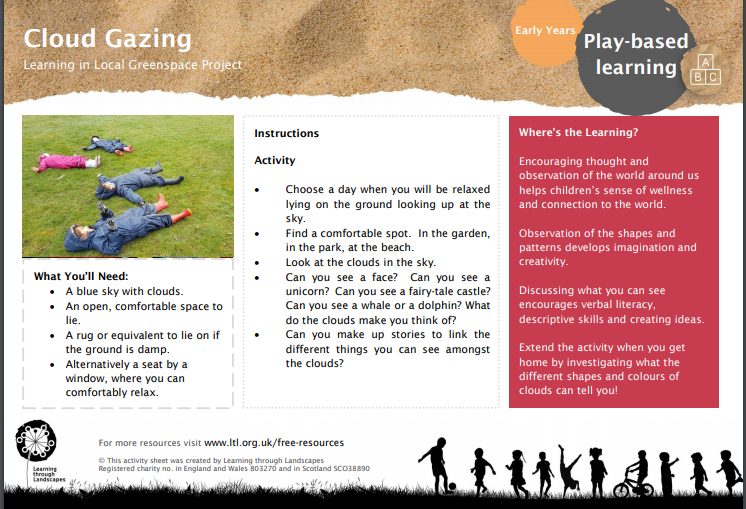 Cloud Gazing
Learning in Local Greenspace Project
Early Years
Play-based
learning
A
B C
What You'll Need:
• A blue sky with clouds.
• An open, comfortable space to
lie.
• A rug or equivalent to lie on if
the ground is damp.
• Alternatively a seat by a
window, where you can
comfortably relax.
Instructions
Activity
• Choose a day when you will be relaxed
lying on the ground looking up at the
sky.
• Find a comfortable spot. In the garden,
in the park, at the beach.
• Look at the clouds in the sky.
• Can you see a face? Can you see a
unicorn? Can you see a fairy-tale castle?
Can you see a whale or a dolphin? What
do the clouds make you think of?
• Can you make up stories to link the
different things you can see amongst
the clouds?
Where's the Learning?
Encouraging thought and
observation of the world around us
helps children's sense of wellness
and connection to the world.
Observation of the shapes and
patterns develops imagination and
creativity.
Discussing what you can see
encourages verbal literacy,
descriptive skills and creating ideas.
Extend the activity when you get
home by investigating what the
different shapes and colours of
clouds can tell you!
Learning
through
Landscapes
For more resources visit www.ltl.org.uk/free-resources
© This activity sheet was created by Learning through Landscapes
Registered charity no. in England and Wales 803270 and in Scotland SCO38890